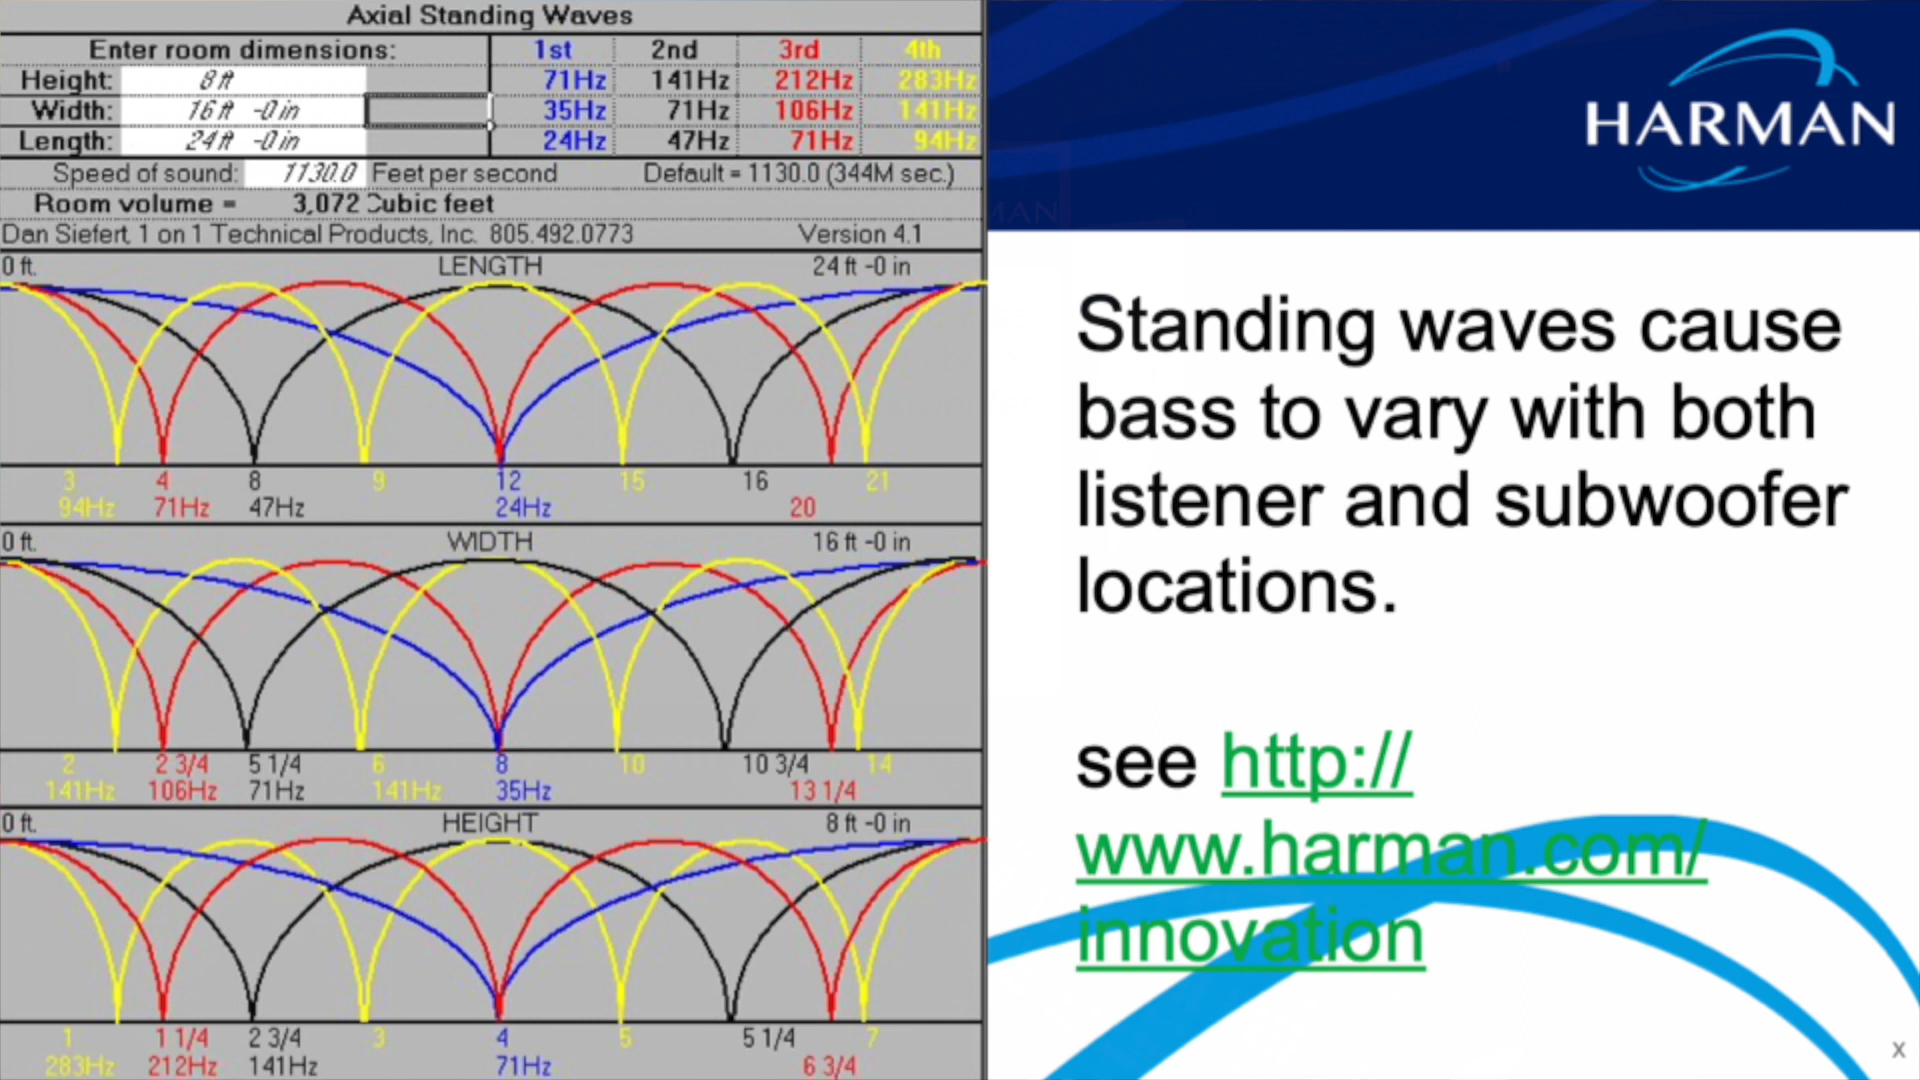 Axial Standing Waves
Enter room dimensions: 1st 2nd 3rd 4th
Height: 8 ft 71Hz 141Hz 212Hz 283Hz
Width: 16 ft -0 in 35Hz 71Hz 106Hz 141Hz
Length: 24 ft -0 in 24Hz 47Hz 71Hz 94Hz
Speed of sound: 1130.0 Feet per second Default = 1130.0 (344M sec.)
Room volume = 3,072 Cubic feet
Dan Siefert, 1 on 1 Technical Products, Inc. 805.492.0773 Version 4.1
0 ft. LENGTH 24 ft -0 in
3 4 8 9 12 15 16 21
94Hz 71Hz 47Hz 24Hz 20
0 ft. WIDTH 16 ft -0 in
2 2 3/4 5 1/4 6 8 10 10 3/4 14
141Hz 106Hz 71Hz 141Hz 35Hz 13 1/4
0 ft. HEIGHT 8 ft -0 in
1 1 1/4 2 3/4 3 4 5 5 1/4 7
283Hz 212Hz 141Hz 71Hz 6 3/4
HARMAN
Standing waves cause
bass to vary with both
listener and subwoofer
locations.
see http://
www.harman.com/
innovation
x